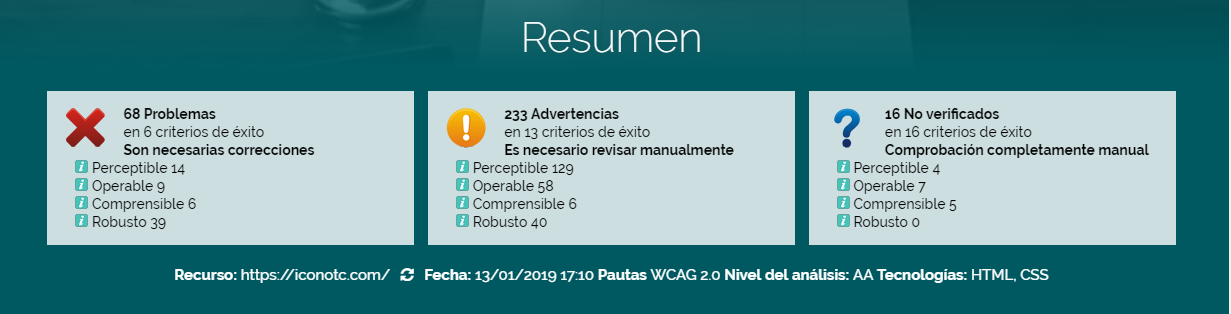 Resumen
68 Problemas
en 6 criterios de éxito
Son necesarias correcciones
Perceptible 14
Operable 9
Comprensible 6
Robusto 39
233 Advertencias
en 13 criterios de éxito
Es necesario revisar manualmente
Perceptible 129
Operable 58
Comprensible 6
Robusto 40
16 No verificados
en 16 criterios de éxito
Comprobación completamente manual
Perceptible 4
Operable 7
Comprensible 5
Robusto 0
Recurso: https://iconotc.com/ Fecha: 13/01/2019 17:10 Pautas WCAG 2.0 Nivel del análisis: AA Tecnologías: HTML, CSS